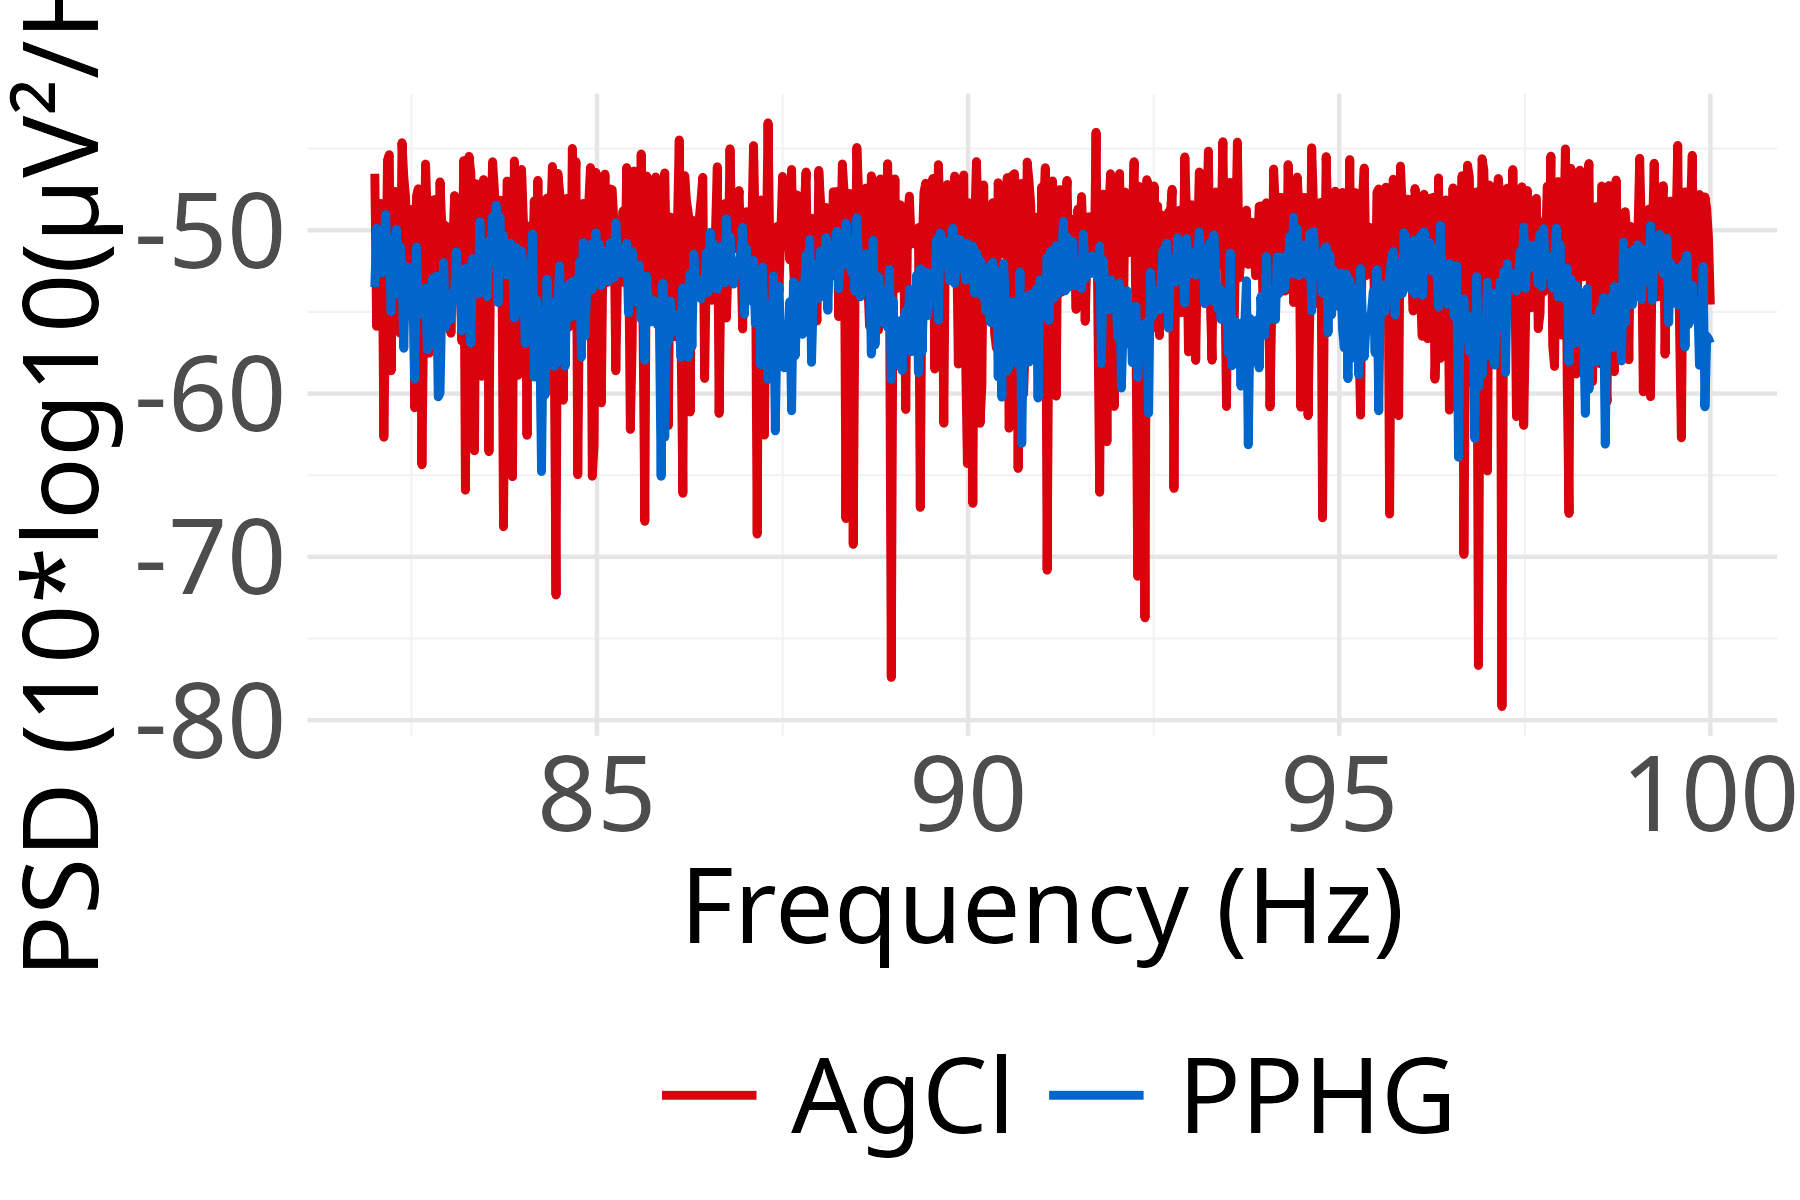 PSD (10*log10(μV²/H
-50
-60
-70
-80
85 90 95 100
Frequency (Hz)
AgCl PPHG